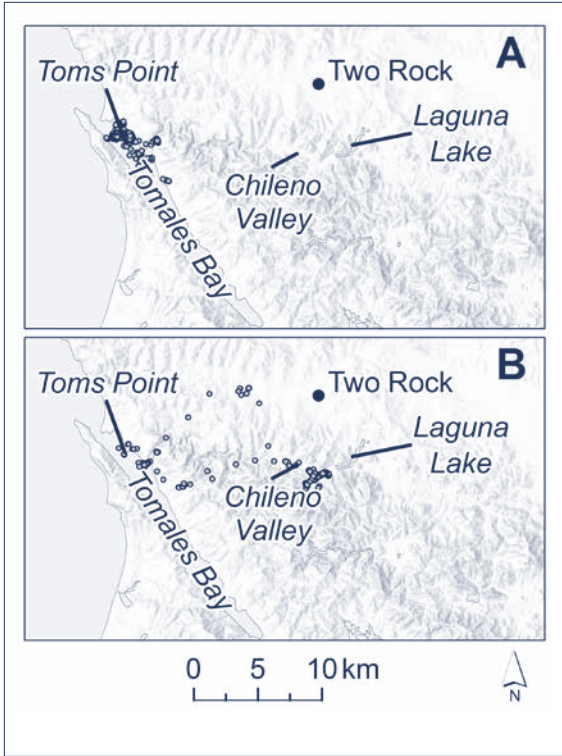 A
Toms Point
Two Rock
Laguna
Lake
Chileno
Valley
Tomales Bay
B
Toms Point
Two Rock
Laguna
Lake
Chileno
Valley
Tomales Bay
0 5 10 km
N